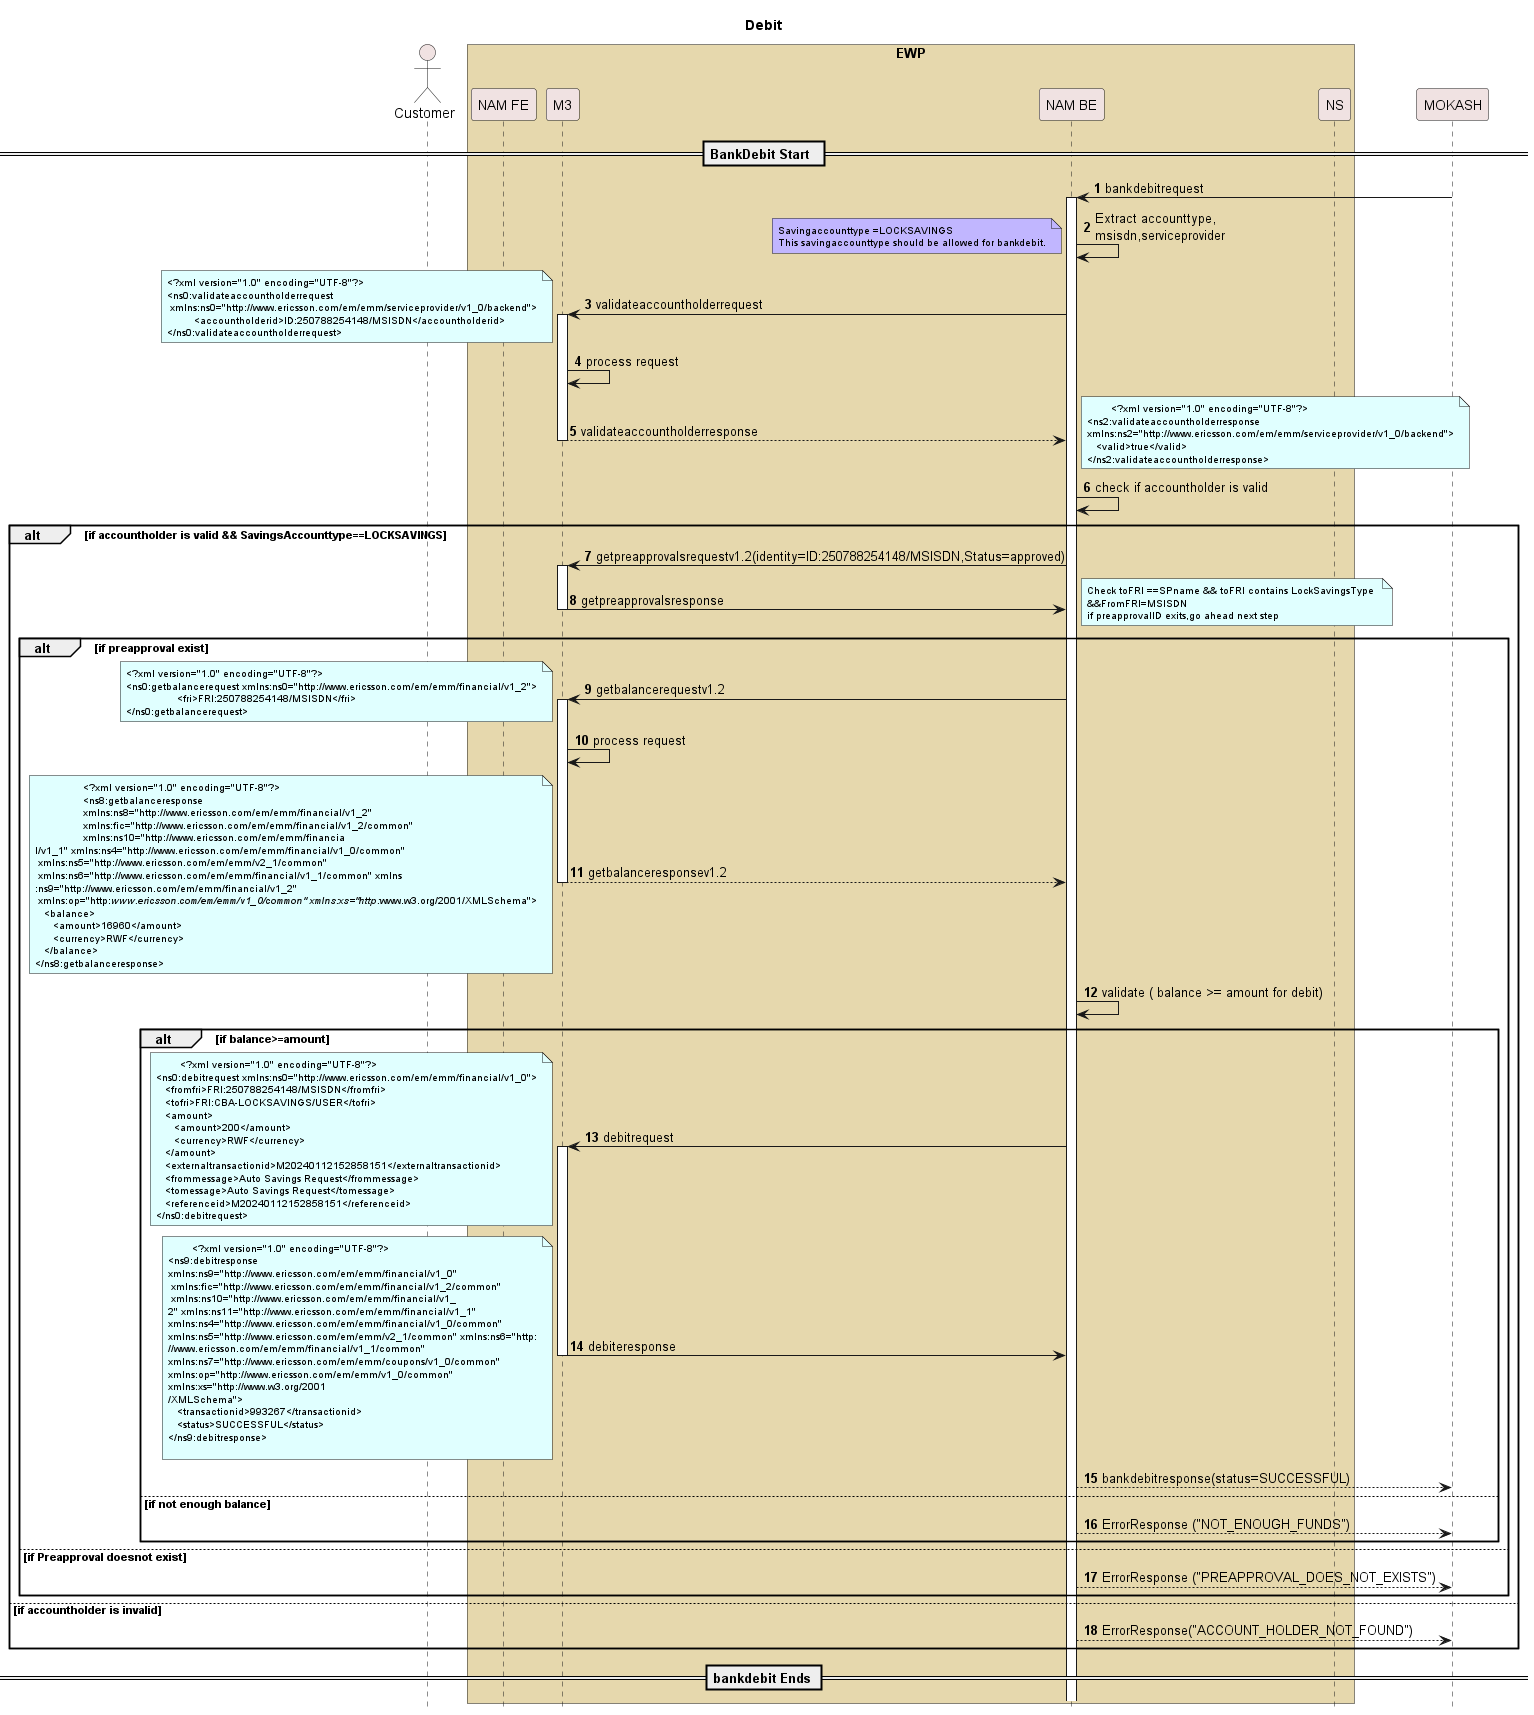 Debit
EWP
Customer
NAM FE
M3
NAM BE
NS
MOKASH
BankDebit Start
1 bankdebitrequest
Savingaccounttype =LOCKSAVINGS
This savingaccounttype should be allowed for bankdebit.
2 Extract accounttype,
msisdn,serviceprovider
<?xml version="1.0" encoding="UTF-8"?>
<ns0:validateaccountholderrequest
xmlns:ns0="http://www.ericsson.com/em/emm/serviceprovider/v1_0/backend">
<accountholderid>ID:250788254148/MSISDN</accountholderid>
</ns0:validateaccountholderrequest>
3 validateaccountholderrequest
4 process request
5 validateaccountholderresponse
<?xml version="1.0" encoding="UTF-8"?>
<ns2:validateaccountholderresponse
xmlns:ns2="http://www.ericsson.com/em/emm/serviceprovider/v1_0/backend">
<valid>true</valid>
</ns2:validateaccountholderresponse>
6 check if accountholder is valid
alt [if accountholder is valid && SavingsAccounttype==LOCKSAVINGS]
7 getpreapprovalsrequestv1.2(identity=ID:250788254148/MSISDN,Status=approved)
8 getpreapprovalsresponse
Check toFRI ==SPname && toFRI contains LockSavingsType
&&FromFRI=MSISDN
if preapprovalID exits,go ahead next step
alt [if preapproval exist]
<?xml version="1.0" encoding="UTF-8"?>
<ns0:getbalancerequest xmlns:ns0="http://www.ericsson.com/em/emm/financial/v1_2">
<fri>FRI:250788254148/MSISDN</fri>
</ns0:getbalancerequest>
9 getbalancerequestv1.2
10 process request
<?xml version="1.0" encoding="UTF-8"?>
<ns8:getbalanceresponse
xmlns:ns8="http://www.ericsson.com/em/emm/financial/v1_2"
xmlns:fic="http://www.ericsson.com/em/emm/financial/v1_2/common"
xmlns:ns10="http://www.ericsson.com/em/emm/financia
l/v1_1" xmlns:ns4="http://www.ericsson.com/em/emm/financial/v1_0/common"
xmlns:ns5="http://www.ericsson.com/em/emm/v2_1/common"
xmlns:ns6="http://www.ericsson.com/em/emm/financial/v1_1/common" xmlns
:ns9="http://www.ericsson.com/em/emm/financial/v1_2"
xmlns:op="http:www.ericsson.com/em/emm/v1_0/common" xmlns:xs="http:www.w3.org/2001/XMLSchema">
<balance>
<amount>16960</amount>
<currency>RWF</currency>
</balance>
</ns8:getbalanceresponse>
11 getbalanceresponsev1.2
12 validate ( balance >= amount for debit)
alt [if balance>=amount]
<?xml version="1.0" encoding="UTF-8"?>
<ns0:debitrequest xmlns:ns0="http://www.ericsson.com/em/emm/financial/v1_0">
<fromfri>FRI:250788254148/MSISDN</fromfri>
<tofri>FRI:CBA-LOCKSAVINGS/USER</tofri>
<amount>
<amount>200</amount>
<currency>RWF</currency>
</amount>
<externaltransactionid>M20240112152858151</externaltransactionid>
<frommessage>Auto Savings Request</frommessage>
<tomessage>Auto Savings Request</tomessage>
<referenceid>M20240112152858151</referenceid>
</ns0:debitrequest>
13 debitrequest
<?xml version="1.0" encoding="UTF-8"?>
<ns9:debitresponse
xmlns:ns9="http://www.ericsson.com/em/emm/financial/v1_0"
xmlns:fic="http://www.ericsson.com/em/emm/financial/v1_2/common"
xmlns:ns10="http://www.ericsson.com/em/emm/financial/v1_
2" xmlns:ns11="http://www.ericsson.com/em/emm/financial/v1_1"
xmlns:ns4="http://www.ericsson.com/em/emm/financial/v1_0/common"
xmlns:ns5="http://www.ericsson.com/em/emm/v2_1/common" xmlns:ns6="http:
//www.ericsson.com/em/emm/financial/v1_1/common"
xmlns:ns7="http://www.ericsson.com/em/emm/coupons/v1_0/common"
xmlns:op="http://www.ericsson.com/em/emm/v1_0/common"
xmlns:xs="http://www.w3.org/2001
/XMLSchema">
<transactionid>993267</transactionid>
<status>SUCCESSFUL</status>
</ns9:debitresponse>
14 debiteresponse
15 bankdebitresponse(status=SUCCESSFUL)
[if not enough balance]
16 ErrorResponse ("NOT_ENOUGH_FUNDS")
[if Preapproval doesnot exist]
17 ErrorResponse ("PREAPPROVAL_DOES_NOT_EXISTS")
[if accountholder is invalid]
18 ErrorResponse("ACCOUNT_HOLDER_NOT_FOUND")
bankdebit Ends